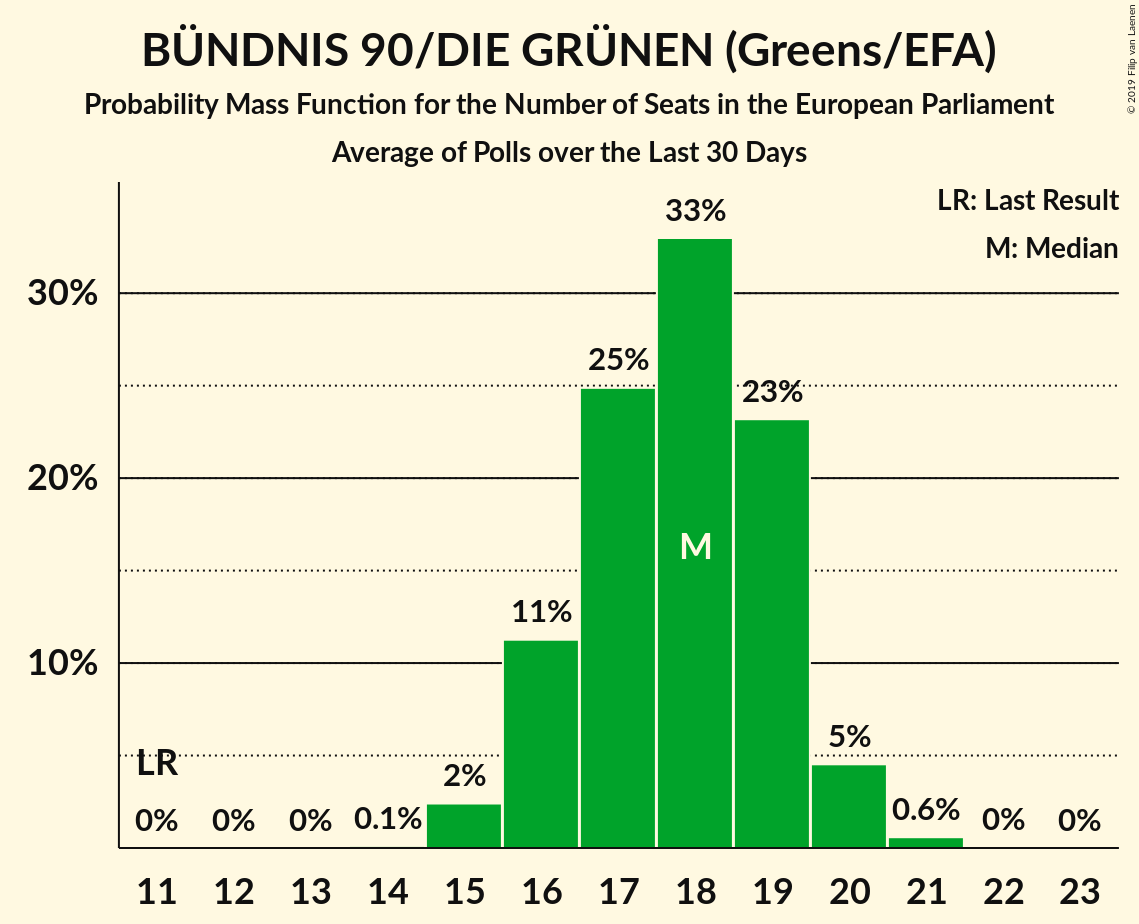 BÜNDNIS 90/DIE GRÜNEN (Greens/EFA)
Probability Mass Function for the Number of Seats in the European Parliament
Average of Polls over the Last 30 Days
© 2019 Filip van Laenen
LR: Last Result
M: Median
33%
30%
25%
23%
20%
M
11%
10%
LR
5%
2%
0% 0% 0% 0.1% 0.6% 0% 0%
11 12 13 14 15 16 17 18 19 20 21 22 23